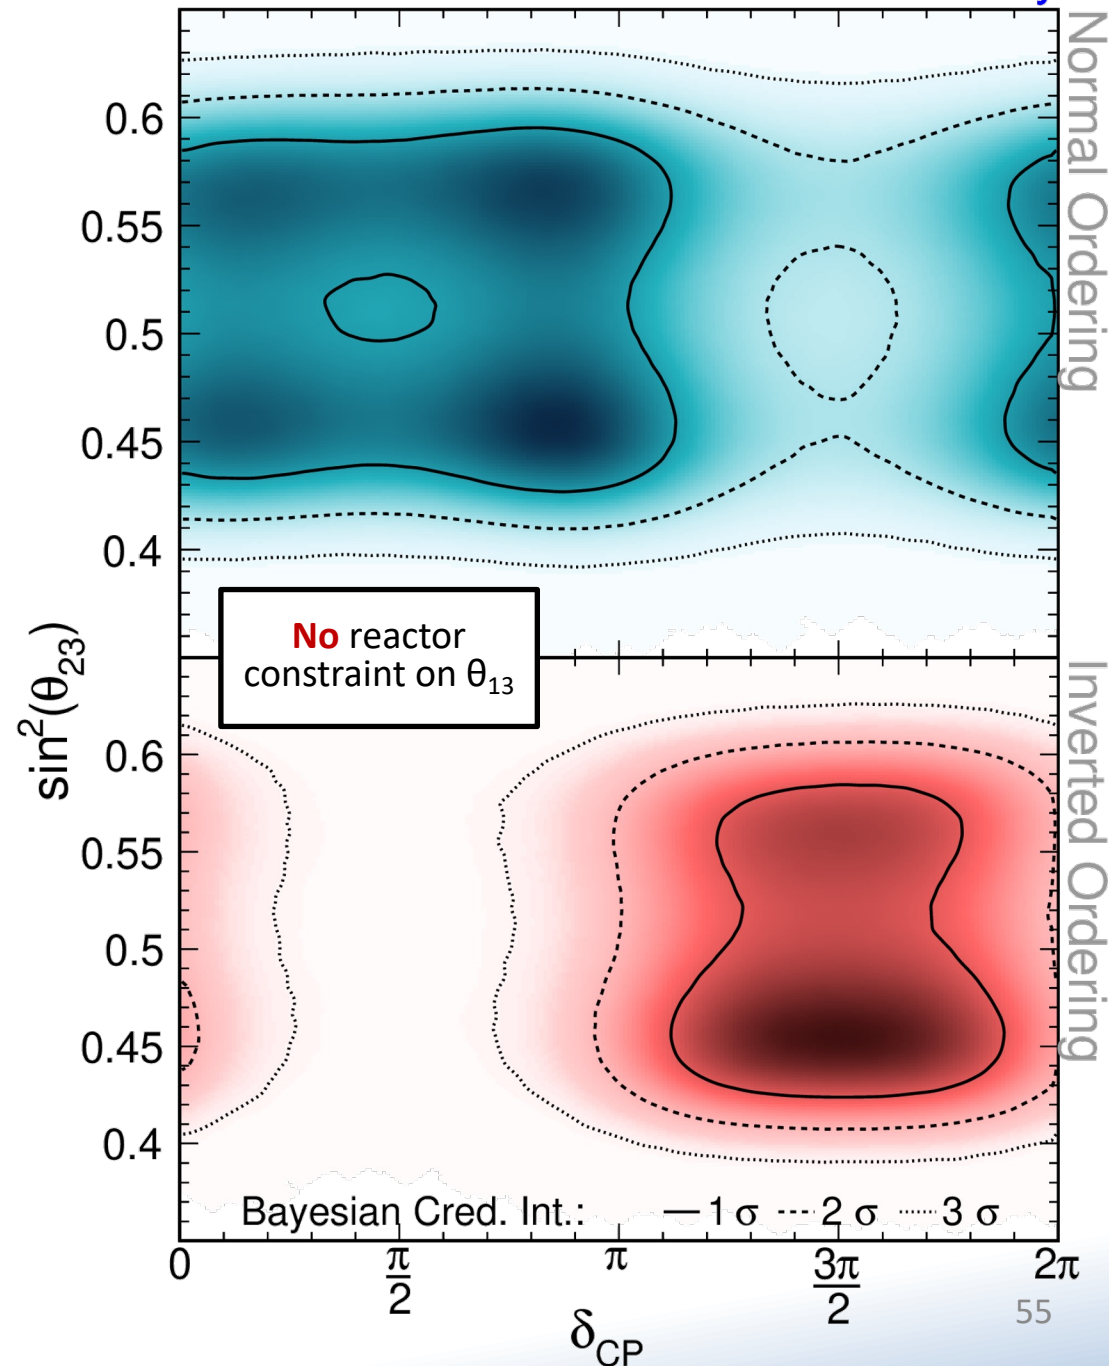 Normal Ordering
0.6
0.55
0.5
0.45
0.4
No reactor
constraint on θ13
sin²(θ23)
Inverted Ordering
0.6
0.55
0.5
0.45
0.4
Bayesian Cred. Int.: 1 σ 2 σ 3 σ
0 π/2 π 3π/2 2π
δCP
55